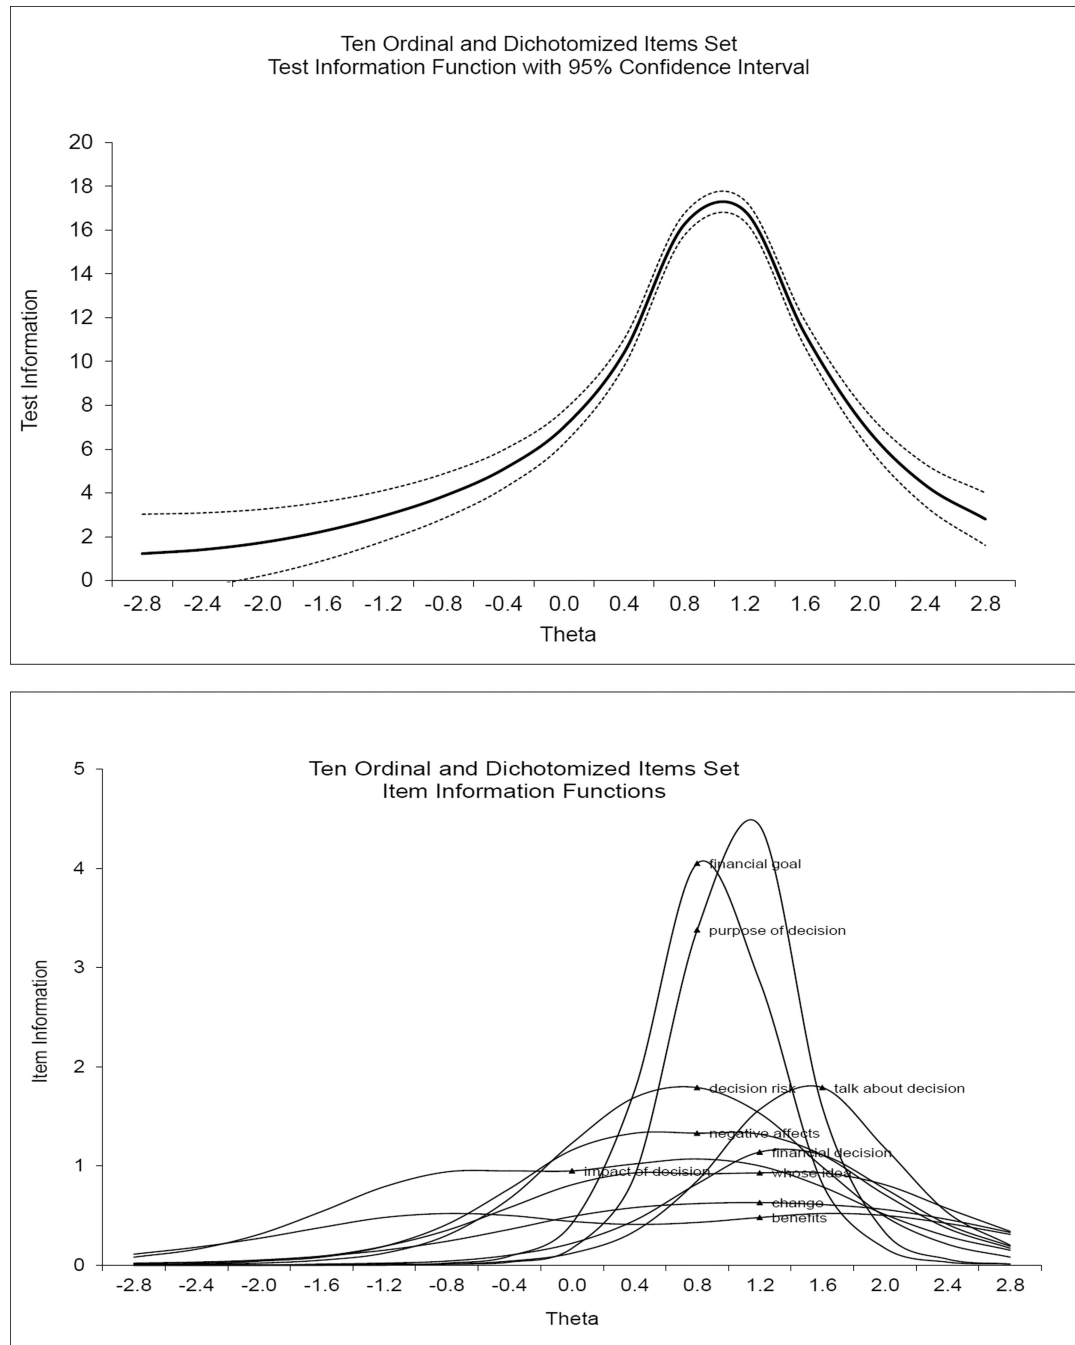 Ten Ordinal and Dichotomized Items Set
Test Information Function with 95% Confidence Interval
20
18
16
14
12
10
8
6
4
2
0
Test Information
-2.8 -2.4 -2.0 -1.6 -1.2 -0.8 -0.4 0.0 0.4 0.8 1.2 1.6 2.0 2.4 2.8
Theta
Ten Ordinal and Dichotomized Items Set
Item Information Functions
5
4
3
2
1
0
Item Information
financial goal
purpose of decision
decision risk
talk about decision
negative affects
financial decision
impact of decision
whose idea
change
benefits
-2.8 -2.4 -2.0 -1.6 -1.2 -0.8 -0.4 0.0 0.4 0.8 1.2 1.6 2.0 2.4 2.8
Theta